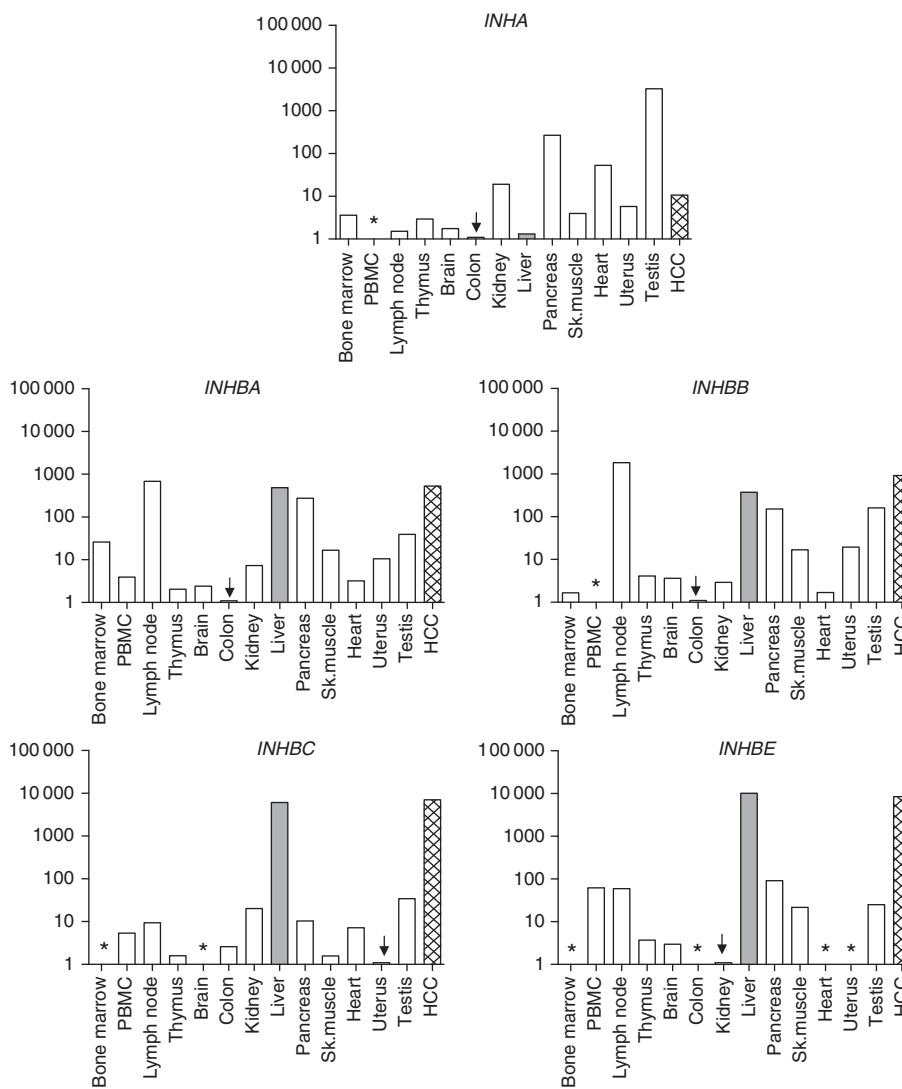 INHA
100 000
10 000
1000
100
10
1
*
Bone marrow
PBMC
Lymph node
Thymus
Brain
Colon
Kidney
Liver
Pancreas
Sk.muscle
Heart
Uterus
Testis
HCC
INHBA
100 000
10 000
1000
100
10
1
Bone marrow
PBMC
Lymph node
Thymus
Brain
Colon
Kidney
Liver
Pancreas
Sk.muscle
Heart
Uterus
Testis
HCC
INHBB
100 000
10 000
1000
100
10
1
*
Bone marrow
PBMC
Lymph node
Thymus
Brain
Colon
Kidney
Liver
Pancreas
Sk.muscle
Heart
Uterus
Testis
HCC
INHBC
100 000
10 000
1000
100
10
1
* *
Bone marrow
PBMC
Lymph node
Thymus
Brain
Colon
Kidney
Liver
Pancreas
Sk.muscle
Heart
Uterus
Testis
HCC
INHBE
100 000
10 000
1000
100
10
1
* * * *
Bone marrow
PBMC
Lymph node
Thymus
Brain
Colon
Kidney
Liver
Pancreas
Sk.muscle
Heart
Uterus
Testis
HCC